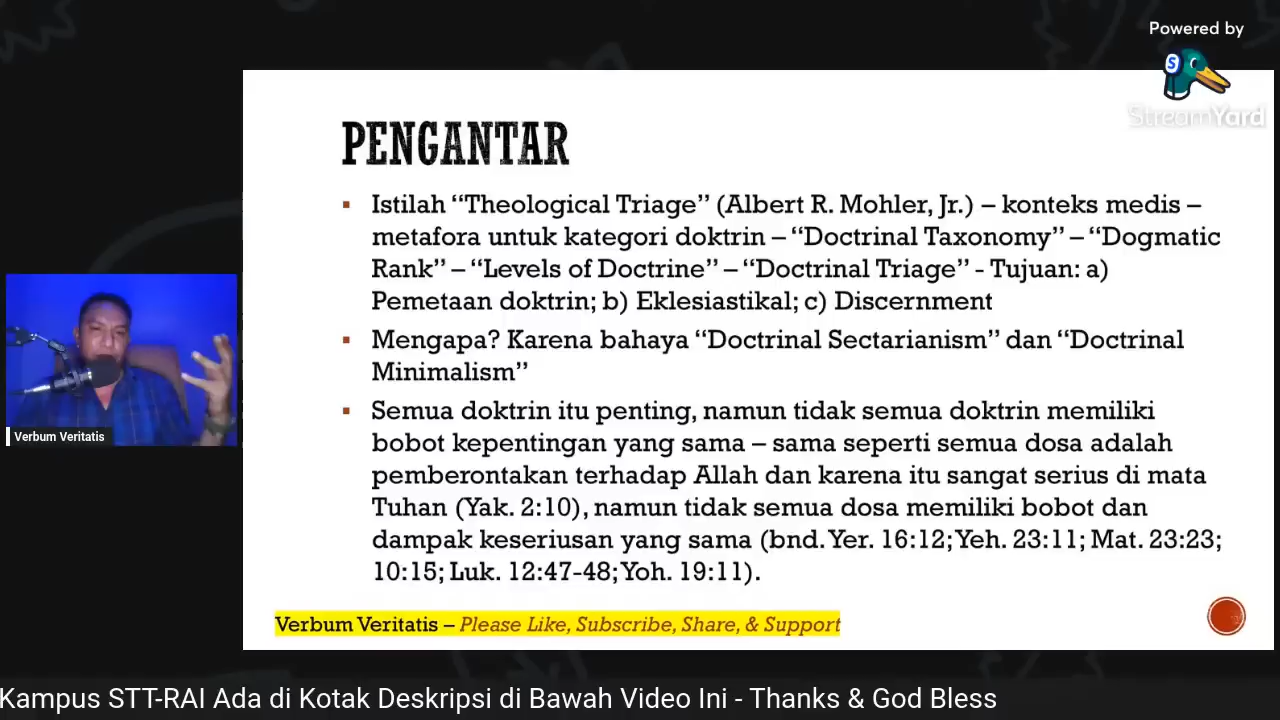 Powered by
StreamYard
PENGANTAR
▪ Istilah “Theological Triage” (Albert R. Mohler, Jr.) – konteks medis –
metafora untuk kategori doktrin – “Doctrinal Taxonomy” – “Dogmatic
Rank” – “Levels of Doctrine” – “Doctrinal Triage” - Tujuan: a)
Pemetaan doktrin; b) Eklesiastikal; c) Discernment
▪ Mengapa? Karena bahaya “Doctrinal Sectarianism” dan “Doctrinal
Minimalism”
▪ Semua doktrin itu penting, namun tidak semua doktrin memiliki
bobot kepentingan yang sama – sama seperti semua dosa adalah
pemberontakan terhadap Allah dan karena itu sangat serius di mata
Tuhan (Yak. 2:10), namun tidak semua dosa memiliki bobot dan
dampak keseriusan yang sama (bnd. Yer. 16:12; Yeh. 23:11; Mat. 23:23;
10:15; Luk. 12:47-48; Yoh. 19:11).
Verbum Veritatis
Verbum Veritatis – Please Like, Subscribe, Share, & Support
Kampus STT-RAI Ada di Kotak Deskripsi di Bawah Video Ini - Thanks & God Bless